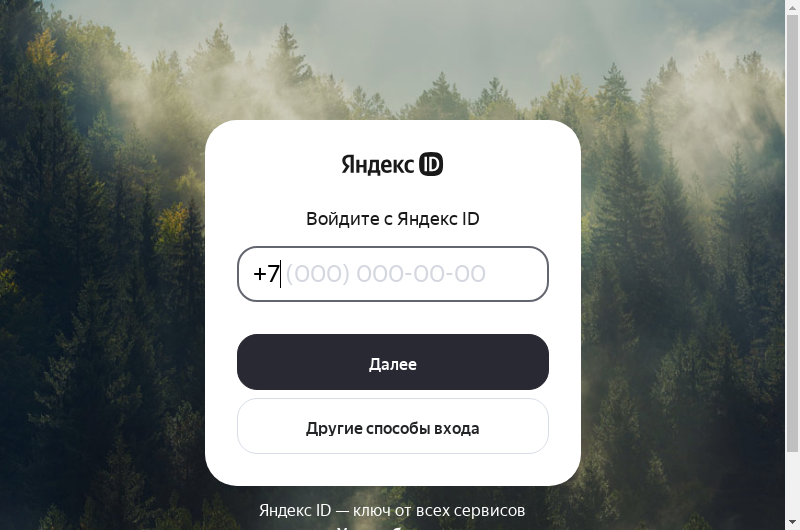 Яндекс ID
Войдите с Яндекс ID
+7 (000) 000-00-00
Далее
Другие способы входа
Яндекс ID — ключ от всех сервисов